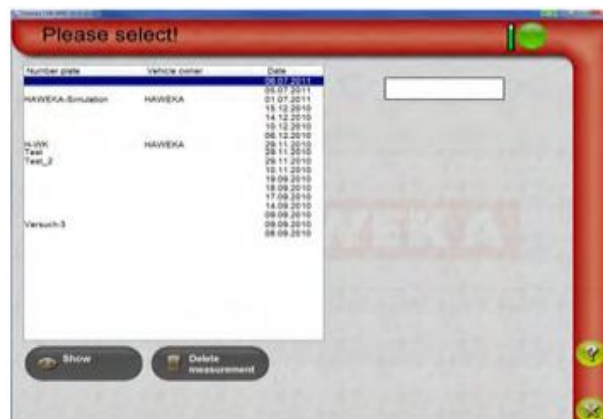 Please select!
Number plate Vehicle owner Date
06.07.2011
05.07.2011
HAWEKA-Simulation HAWEKA 01.07.2011
15.12.2010
14.12.2010
10.12.2010
06.12.2010
H-WK HAWEKA 29.11.2010
Test 29.11.2010
Test_2 29.11.2010
10.11.2010
19.09.2010
18.09.2010
17.09.2010
14.09.2010
09.09.2010
Versuch-3 09.09.2010
08.09.2010
Show
Delete
measurement
HAWEKA
?